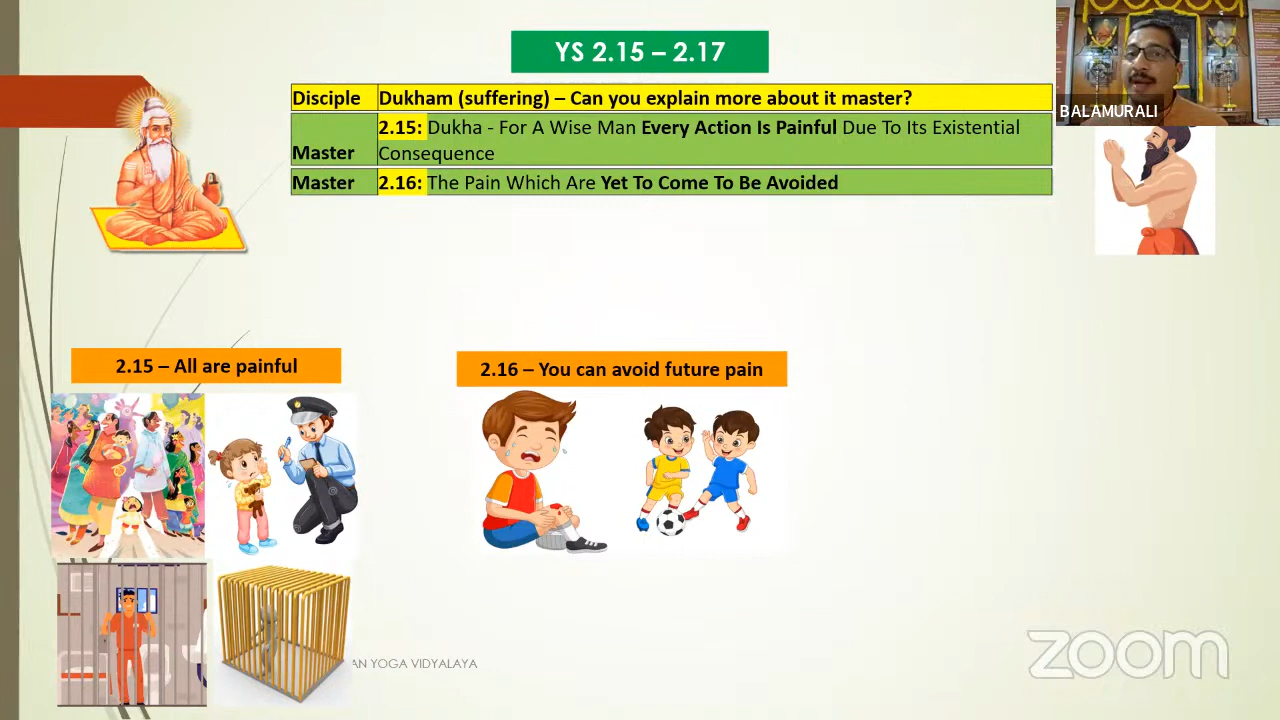 YS 2.15 – 2.17
BALAMURALI
Disciple Dukham (suffering) – Can you explain more about it master?
Master 2.15: Dukha - For A Wise Man Every Action Is Painful Due To Its Existential
Consequence
Master 2.16: The Pain Which Are Yet To Come To Be Avoided
2.15 – All are painful
2.16 – You can avoid future pain
AN YOGA VIDYALAYA
zoom